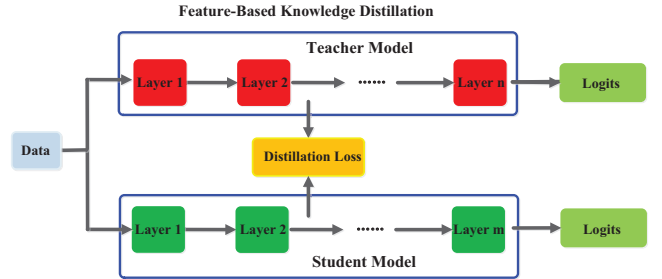 Feature-Based Knowledge Distillation
Teacher Model
Layer 1
Layer 2
......
Layer n
Logits
Data
Distillation Loss
Layer 1
Layer 2
......
Layer m
Logits
Student Model